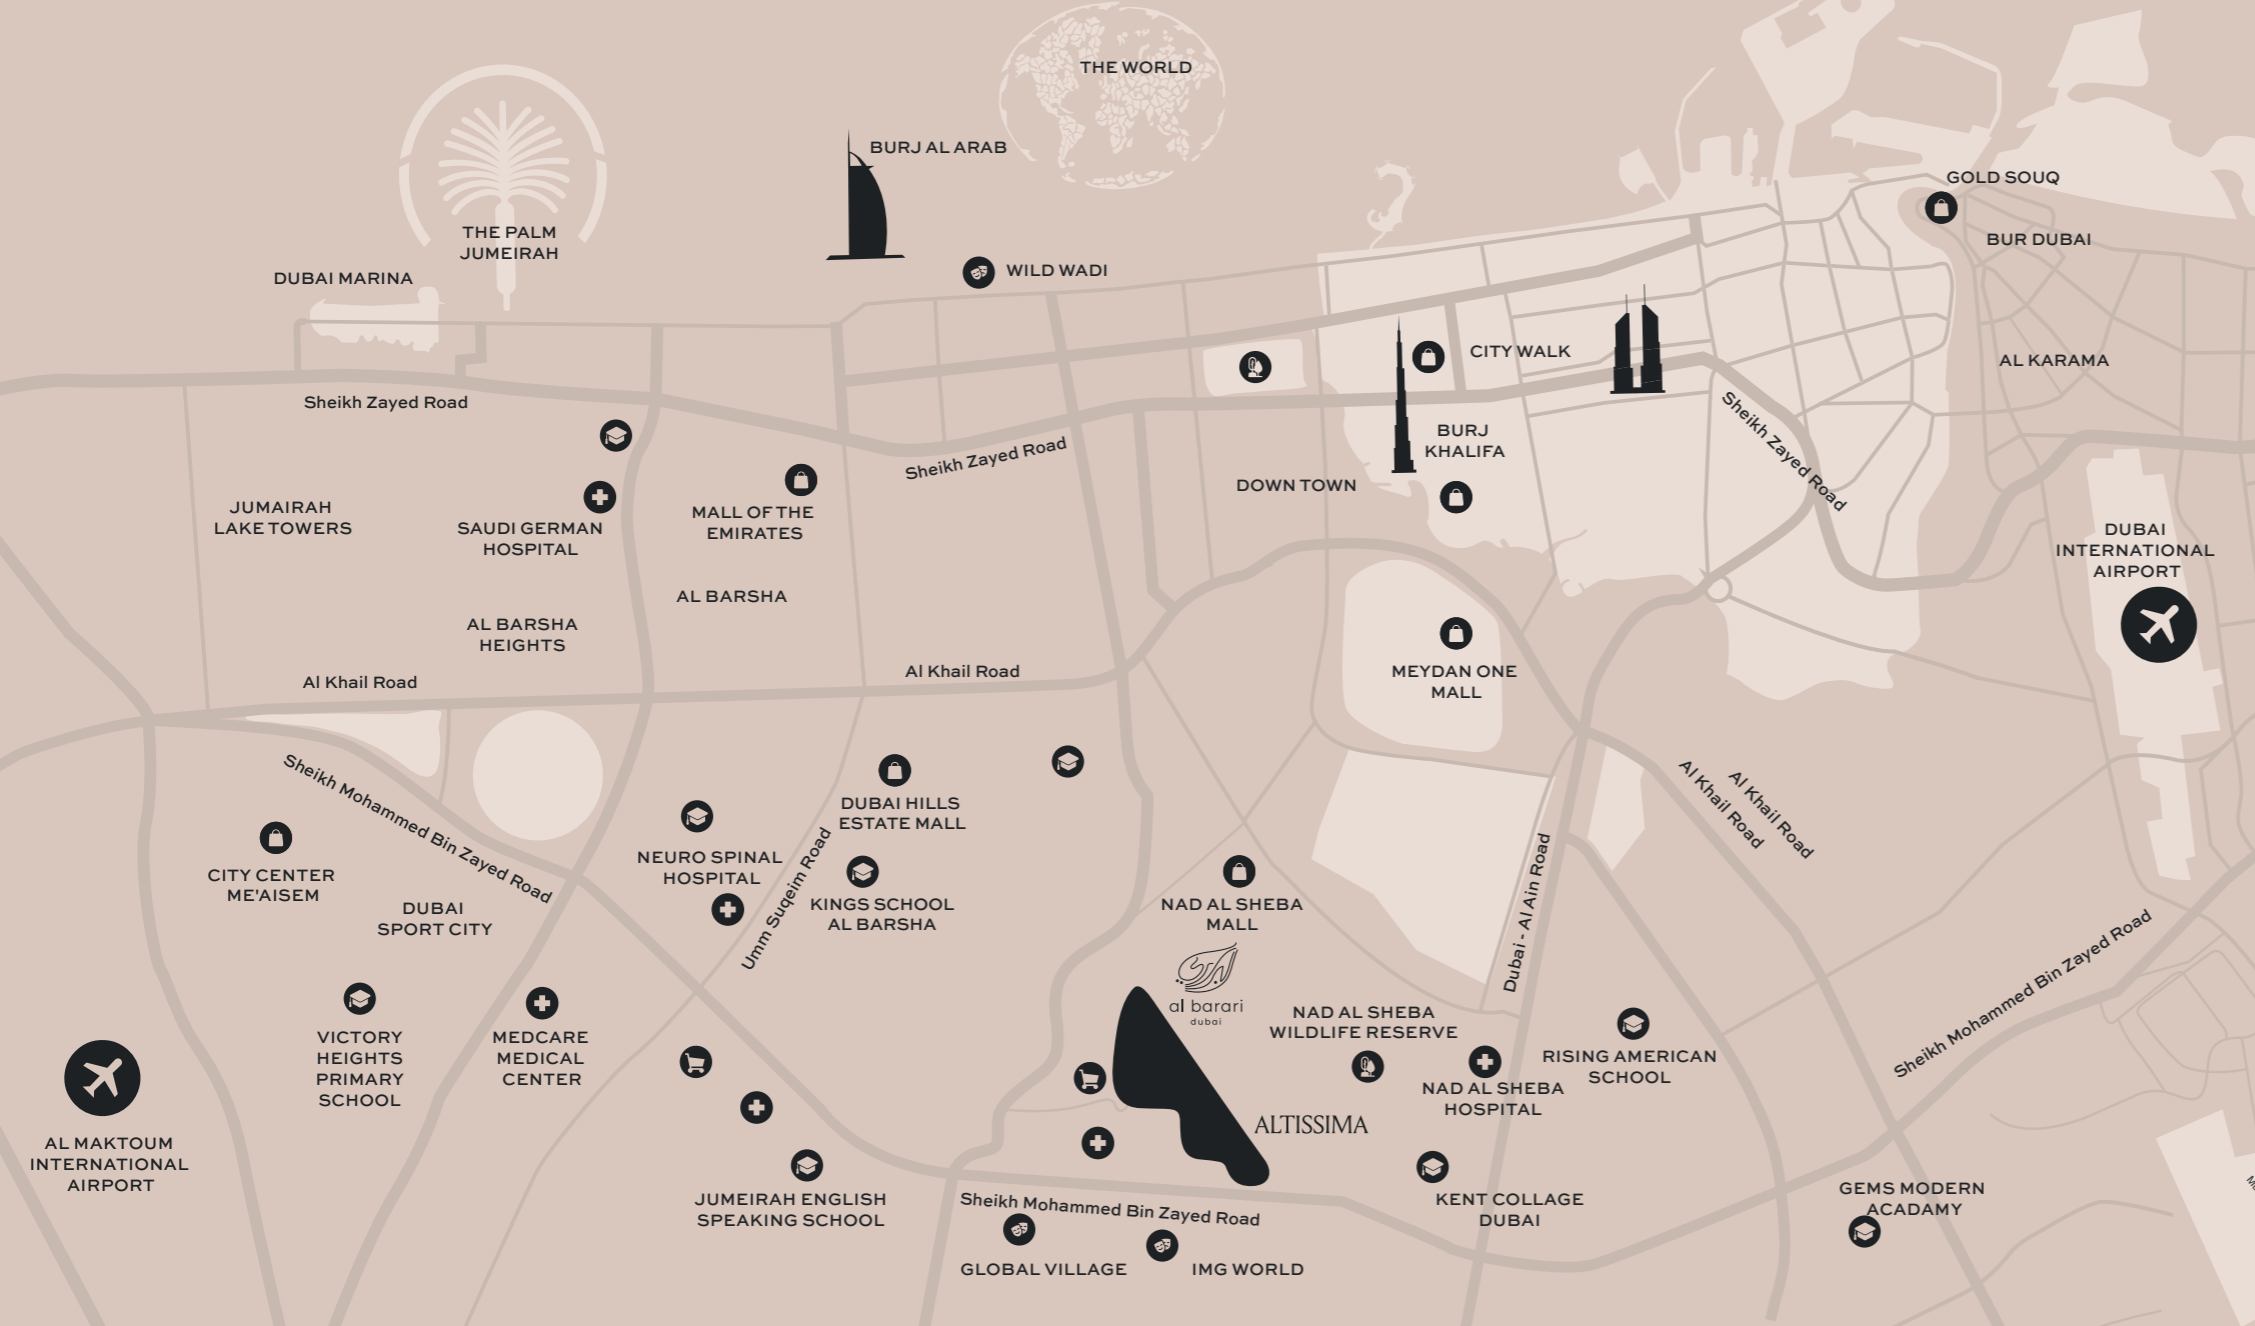 THE WORLD
BURJ AL ARAB
GOLD SOUQ
THE PALM
JUMEIRAH
BUR DUBAI
DUBAI MARINA
WILD WADI
CITY WALK
AL KARAMA
Sheikh Zayed Road
Sheikh Zayed Road
Sheikh Zayed Road
BURJ
KHALIFA
DOWN TOWN
JUMAIRAH
LAKE TOWERS
SAUDI GERMAN
HOSPITAL
MALL OF THE
EMIRATES
DUBAI
INTERNATIONAL
AIRPORT
AL BARSHA
AL BARSHA
HEIGHTS
Al Khail Road
Al Khail Road
MEYDAN ONE
MALL
Sheikh Mohammed Bin Zayed Road
Al Khail Road
Al Khail Road
DUBAI HILLS
ESTATE MALL
NEURO SPINAL
HOSPITAL
Umm Suqeim Road
KINGS SCHOOL
AL BARSHA
CITY CENTER
ME'AISEM
DUBAI
SPORT CITY
NAD AL SHEBA
MALL
Dubai - Al Ain Road
Sheikh Mohammed Bin Zayed Road
al barari
dubai
NAD AL SHEBA
WILDLIFE RESERVE
VICTORY
HEIGHTS
PRIMARY
SCHOOL
MEDCARE
MEDICAL
CENTER
RISING AMERICAN
SCHOOL
NAD AL SHEBA
HOSPITAL
ALTISSIMA
AL MAKTOUM
INTERNATIONAL
AIRPORT
JUMEIRAH ENGLISH
SPEAKING SCHOOL
Sheikh Mohammed Bin Zayed Road
KENT COLLAGE
DUBAI
GEMS MODERN
ACADAMY
GLOBAL VILLAGE
IMG WORLD